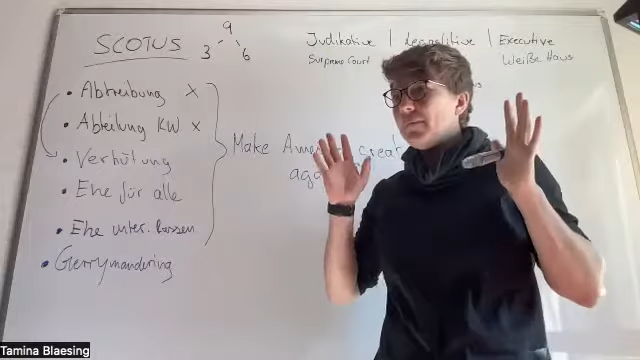 SCOTUS
9
3 6
Judikative | Legislative | Executive
Supreme Court Weiße Haus
• Abtreibung x
• Abteilung KW x
• Verhütung
• Ehe für alle
• Ehe unter. Rassen
• Gerrymandering
Make
Tamina Blaesing